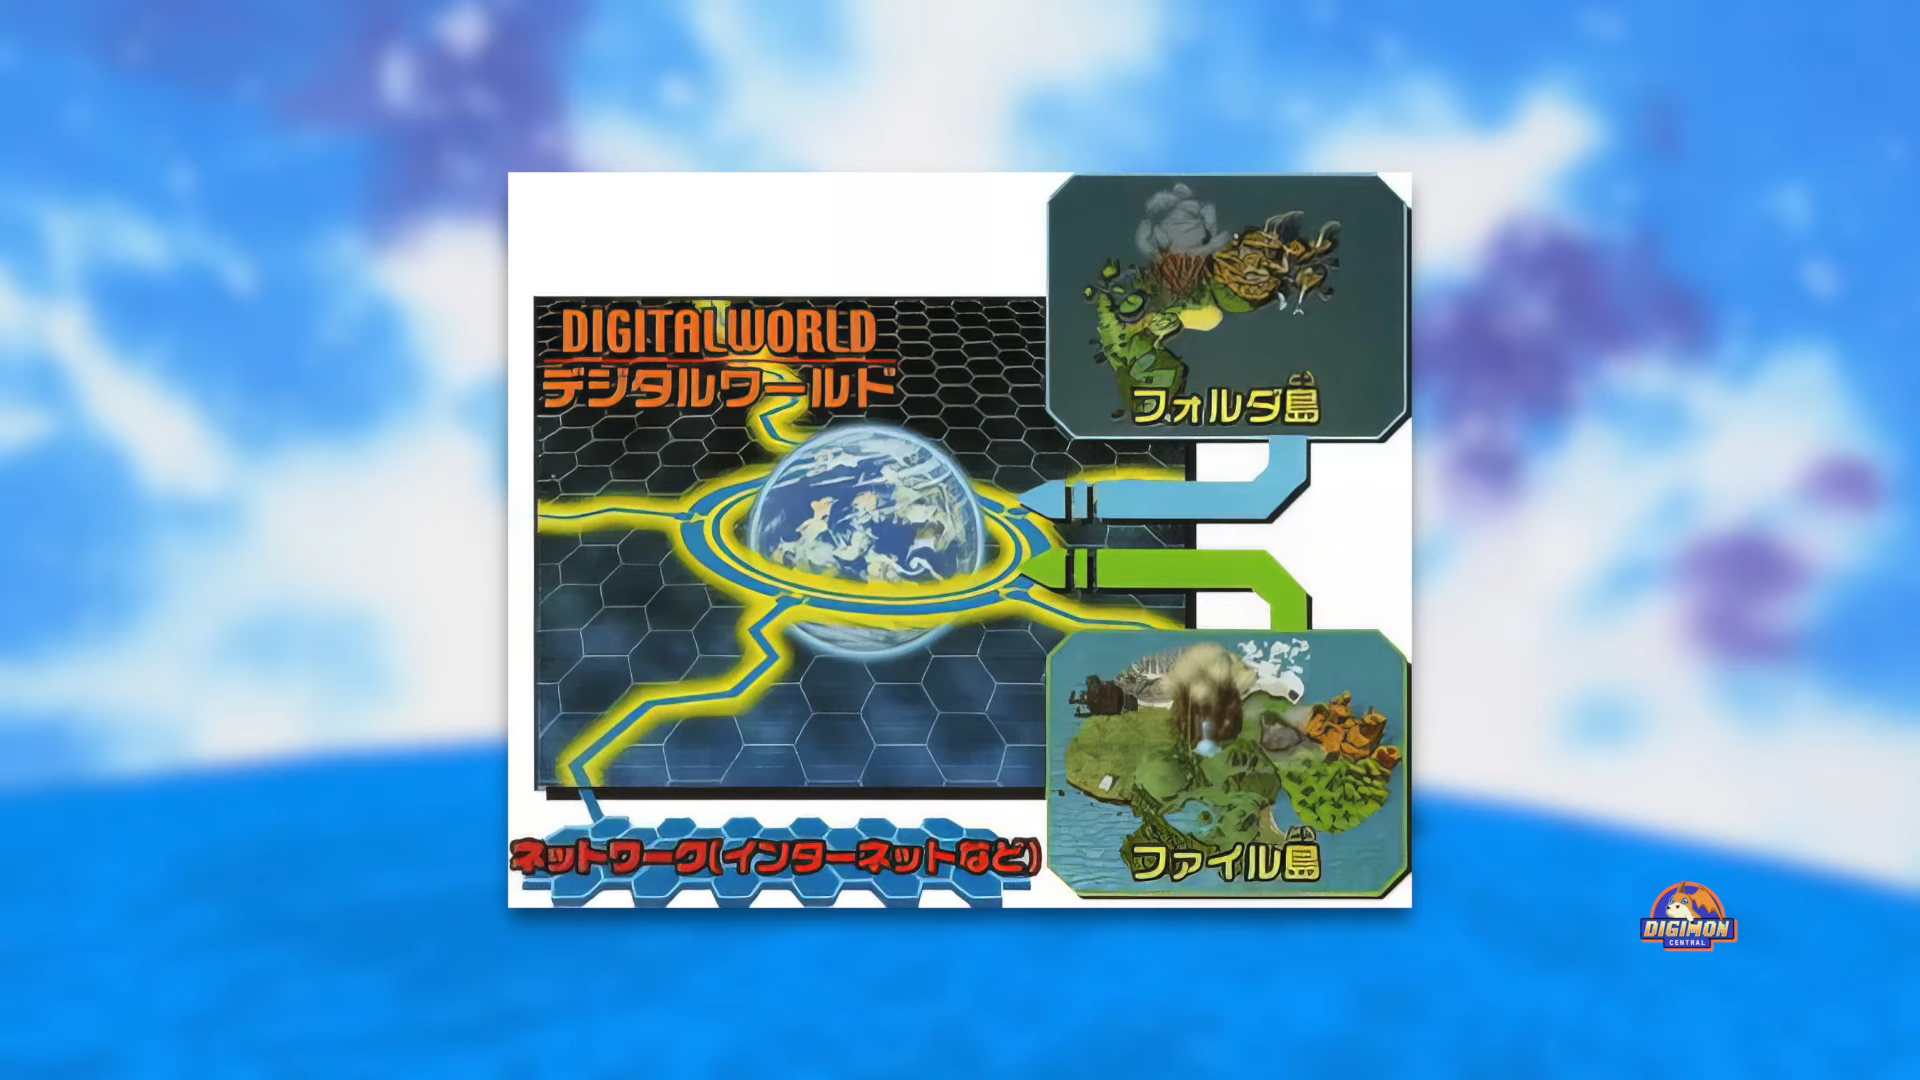 DIGITALWORLD
デジタルワールド
フォルダ島
ファイル島
ネットワーク(インターネットなど)
DIGIMON
CENTRAL